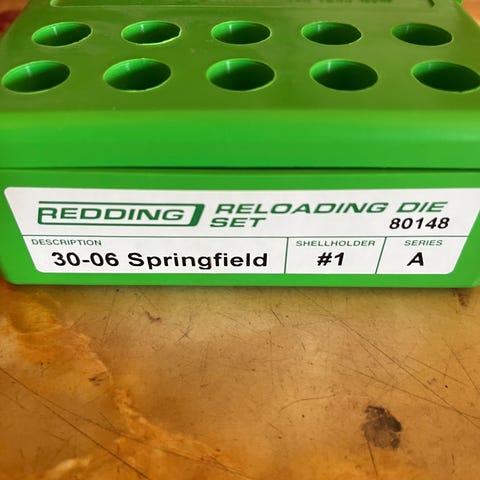 REDDING RELOADING DIE
SET 80148
DESCRIPTION SHELLHOLDER SERIES
30-06 Springfield #1 A